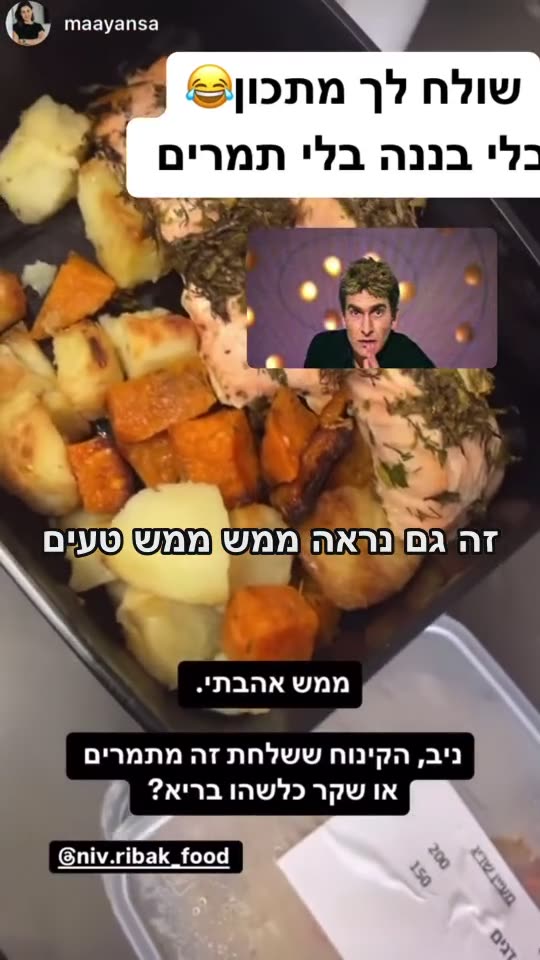 maayansa
שולח לך מתכון😂
בלי בננה בלי תמרים
זה גם נראה ממש ממש טעים
ממש אהבתי.
ניב, הקינוח ששלחת זה מתמרים
או שקר כלשהו בריא?
@niv.ribak_food
200
150
דגים